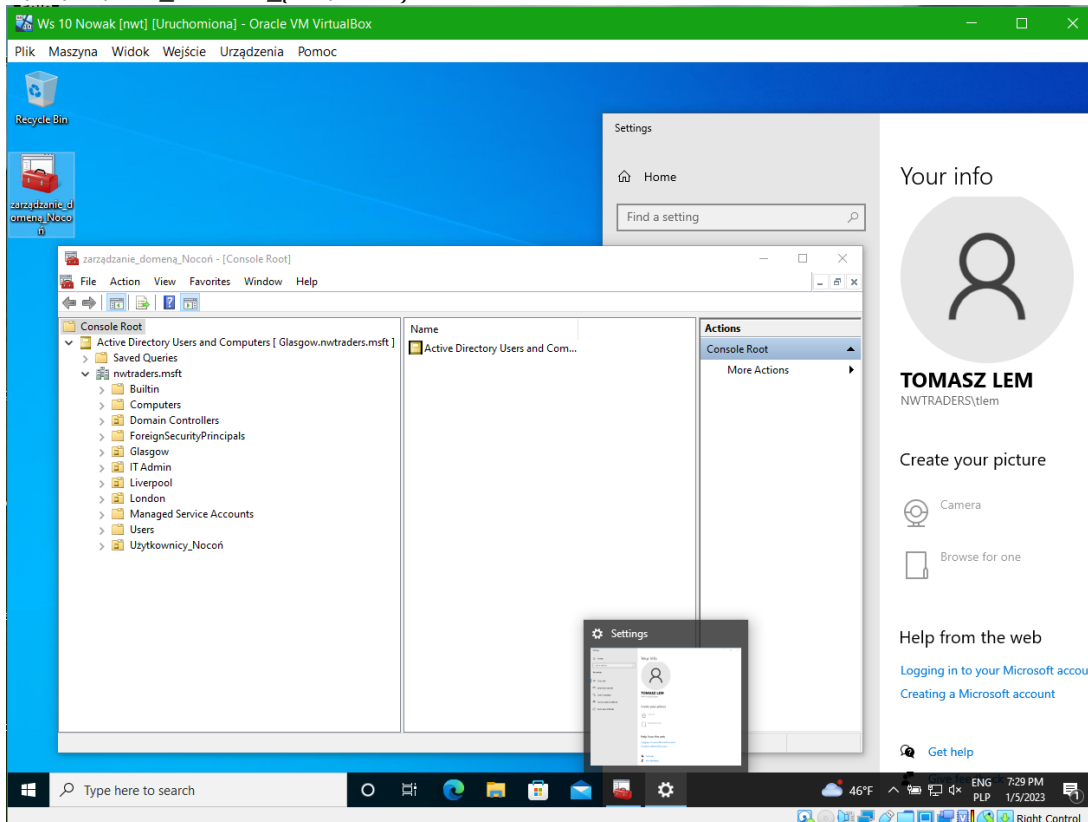 Ws 10 Nowak [nwt] [Uruchomiona] - Oracle VM VirtualBox
Plik Maszyna Widok Wejście Urządzenia Pomoc
Recycle Bin
zarządzanie_d
omeną_Noco
ń
Settings
Home
Find a setting
Your info
TOMASZ LEM
NWTRADERS\tlem
Create your picture
Camera
Browse for one
Help from the web
Logging in to your Microsoft accou
Creating a Microsoft account
Get help
zarządzanie_domeną_Nocoń - [Console Root]
File Action View Favorites Window Help
Console Root
Active Directory Users and Computers [ Glasgow.nwtraders.msft ]
Saved Queries
nwtraders.msft
Builtin
Computers
Domain Controllers
ForeignSecurityPrincipals
Glasgow
IT Admin
Liverpool
London
Managed Service Accounts
Users
Użytkownicy_Nocoń
Name
Active Directory Users and Com...
Actions
Console Root
More Actions
Settings
Type here to search
46°F
ENG
PLP
7:29 PM
1/5/2023
Right Control